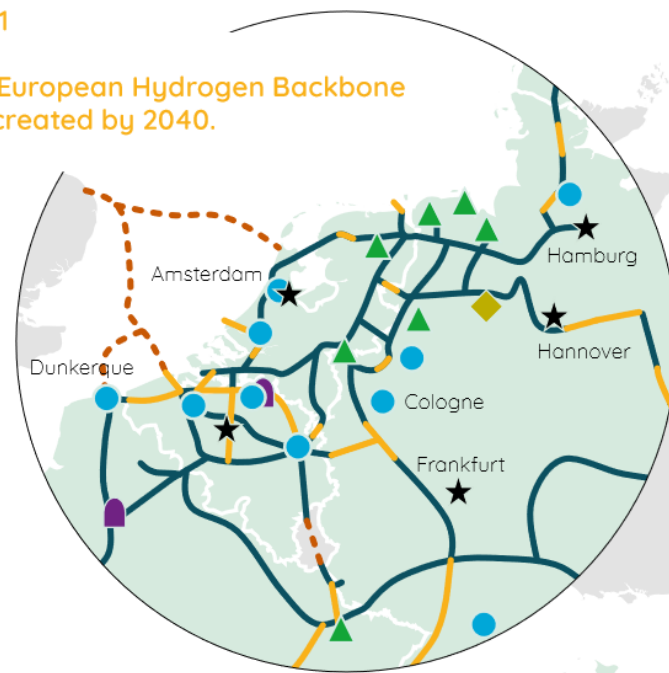 1
European Hydrogen Backbone
created by 2040.
Hamburg
Amsterdam
Hannover
Dunkerque
Cologne
Frankfurt